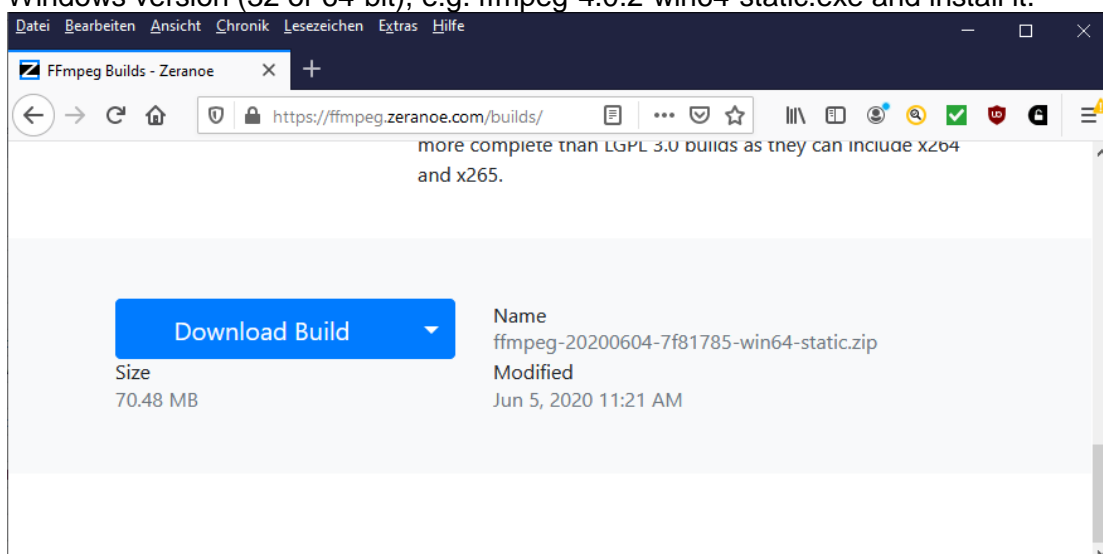 Windows version (32 or 64-bit), e.g. ffmpeg-4.0.2-win64-static.exe and install it.
Datei Bearbeiten Ansicht Chronik Lesezeichen Extras Hilfe
FFmpeg Builds - Zeranoe
https://ffmpeg.zeranoe.com/builds/
more complete than LGPL 3.0 builds as they can include x264
and x265.
Download Build
Name
ffmpeg-20200604-7f81785-win64-static.zip
Size
70.48 MB
Modified
Jun 5, 2020 11:21 AM